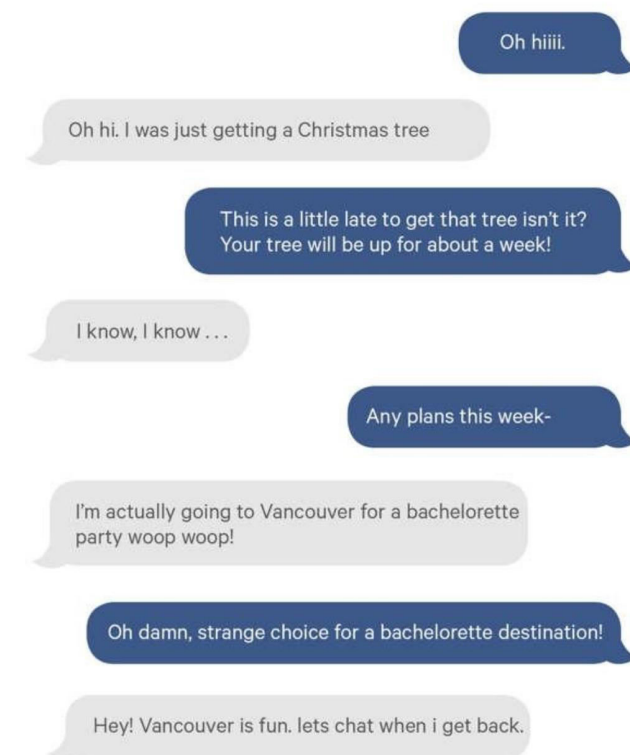 Oh hiiii.
Oh hi. I was just getting a Christmas tree
This is a little late to get that tree isn't it?
Your tree will be up for about a week!
I know, I know . . .
Any plans this week-
I'm actually going to Vancouver for a bachelorette
party woop woop!
Oh damn, strange choice for a bachelorette destination!
Hey! Vancouver is fun. lets chat when i get back.